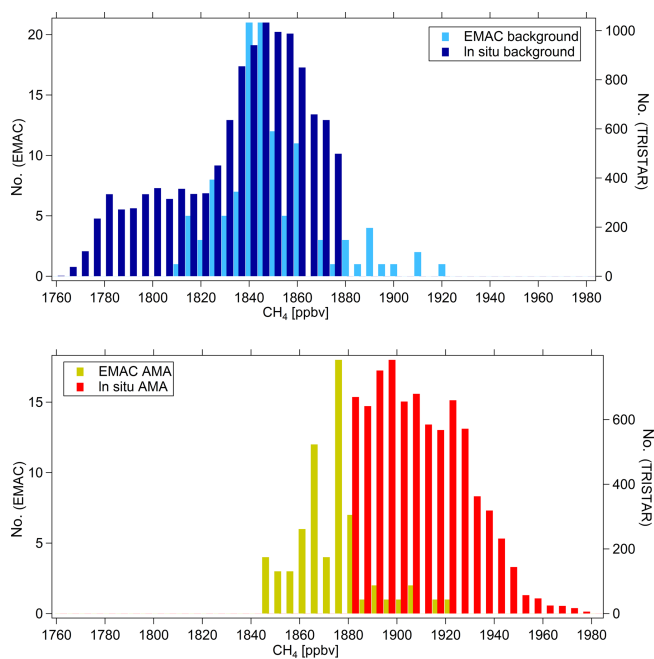 EMAC background
In situ background
20
15
10
5
0
No. (EMAC)
1000
800
600
400
200
0
No. (TRISTAR)
1760 1780 1800 1820 1840 1860 1880 1900 1920 1940 1960 1980
CH₄ [ppbv]
EMAC AMA
In situ AMA
15
10
5
0
No. (EMAC)
600
400
200
0
No. (TRISTAR)
1760 1780 1800 1820 1840 1860 1880 1900 1920 1940 1960 1980
CH₄ [ppbv]